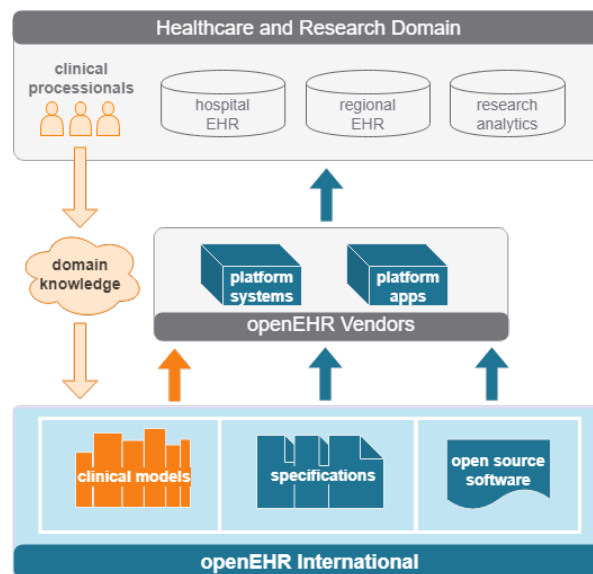 Healthcare and Research Domain
clinical
processionals
hospital
EHR
regional
EHR
research
analytics
domain
knowledge
platform
systems
platform
apps
openEHR Vendors
clinical models
specifications
open source
software
openEHR International